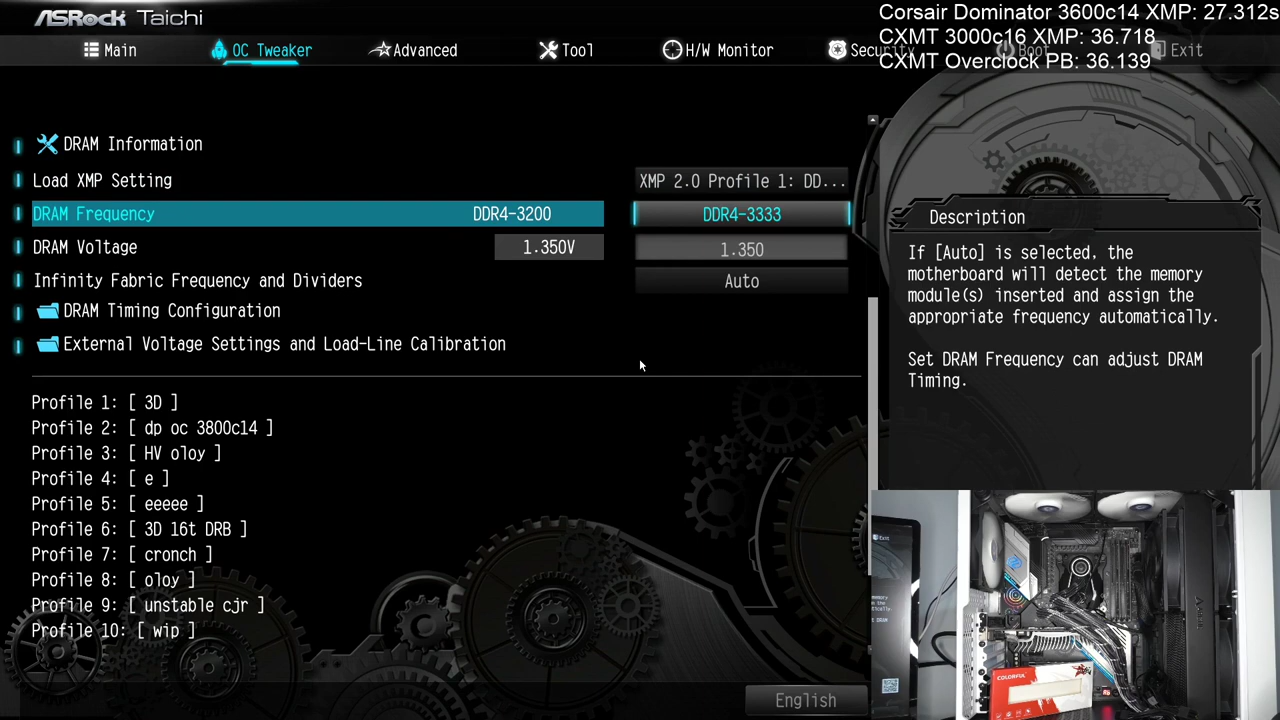 ASRock Taichi
Corsair Dominator 3600c14 XMP: 27.312s
CXMT 3000c16 XMP: 36.718
CXMT Overclock PB: 36.139
Main
OC Tweaker
Advanced
Tool
H/W Monitor
Security
Boot
Exit
DRAM Information
Load XMP Setting
XMP 2.0 Profile 1: DD...
DRAM Frequency DDR4-3200 DDR4-3333
DRAM Voltage 1.350V 1.350
Infinity Fabric Frequency and Dividers Auto
DRAM Timing Configuration
External Voltage Settings and Load-Line Calibration
Profile 1: [ 3D ]
Profile 2: [ dp oc 3800c14 ]
Profile 3: [ HV oloy ]
Profile 4: [ e ]
Profile 5: [ eeeee ]
Profile 6: [ 3D 16t DRB ]
Profile 7: [ cronch ]
Profile 8: [ oloy ]
Profile 9: [ unstable cjr ]
Profile 10: [ wip ]
Description
If [Auto] is selected, the
motherboard will detect the memory
module(s) inserted and assign the
appropriate frequency automatically.
Set DRAM Frequency can adjust DRAM
Timing.
Exit
COLORFUL
English